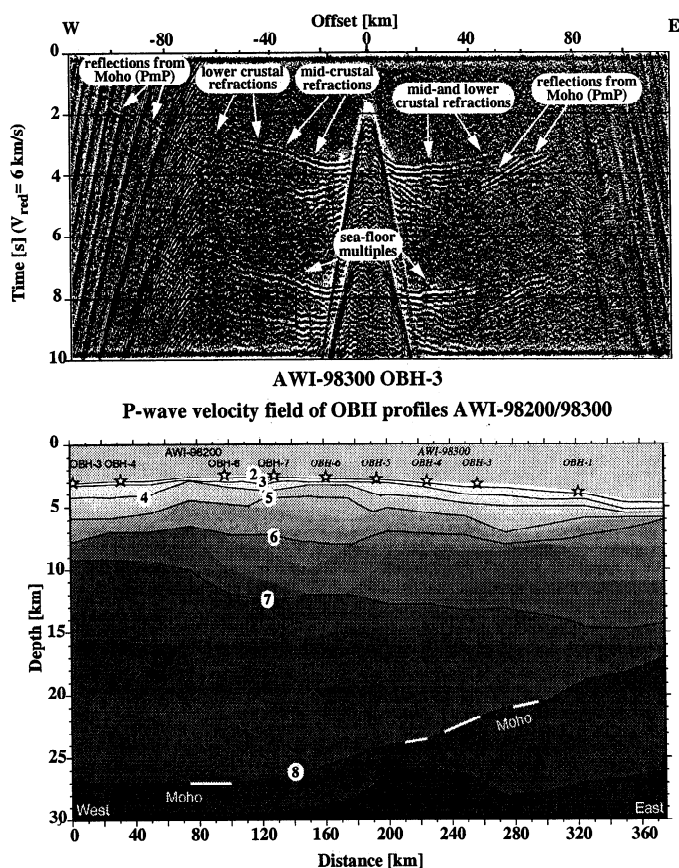 W
Offset [km]
E
-80 -40 0 40 80
Time [s] (Vred= 6 km/s)
0
2
4
6
8
10
reflections from
Moho (PmP)
lower crustal
refractions
mid-crustal
refractions
mid-and lower
crustal refractions
reflections from
Moho (PmP)
sea-floor
multiples
AWI-98300 OBH-3
P-wave velocity field of OBH profiles AWI-98200/98300
Depth [km]
0
5
10
15
20
25
30
AWI-98200
AWI-98300
OBH-3 OBH-4 OBH-6 OBH-7 OBH-6 OBH-5 OBH-4 OBH-3 OBH-1
2
3
4
5
6
7
8
Moho
Moho
West
East
0 40 80 120 160 200 240 280 320 360
Distance [km]